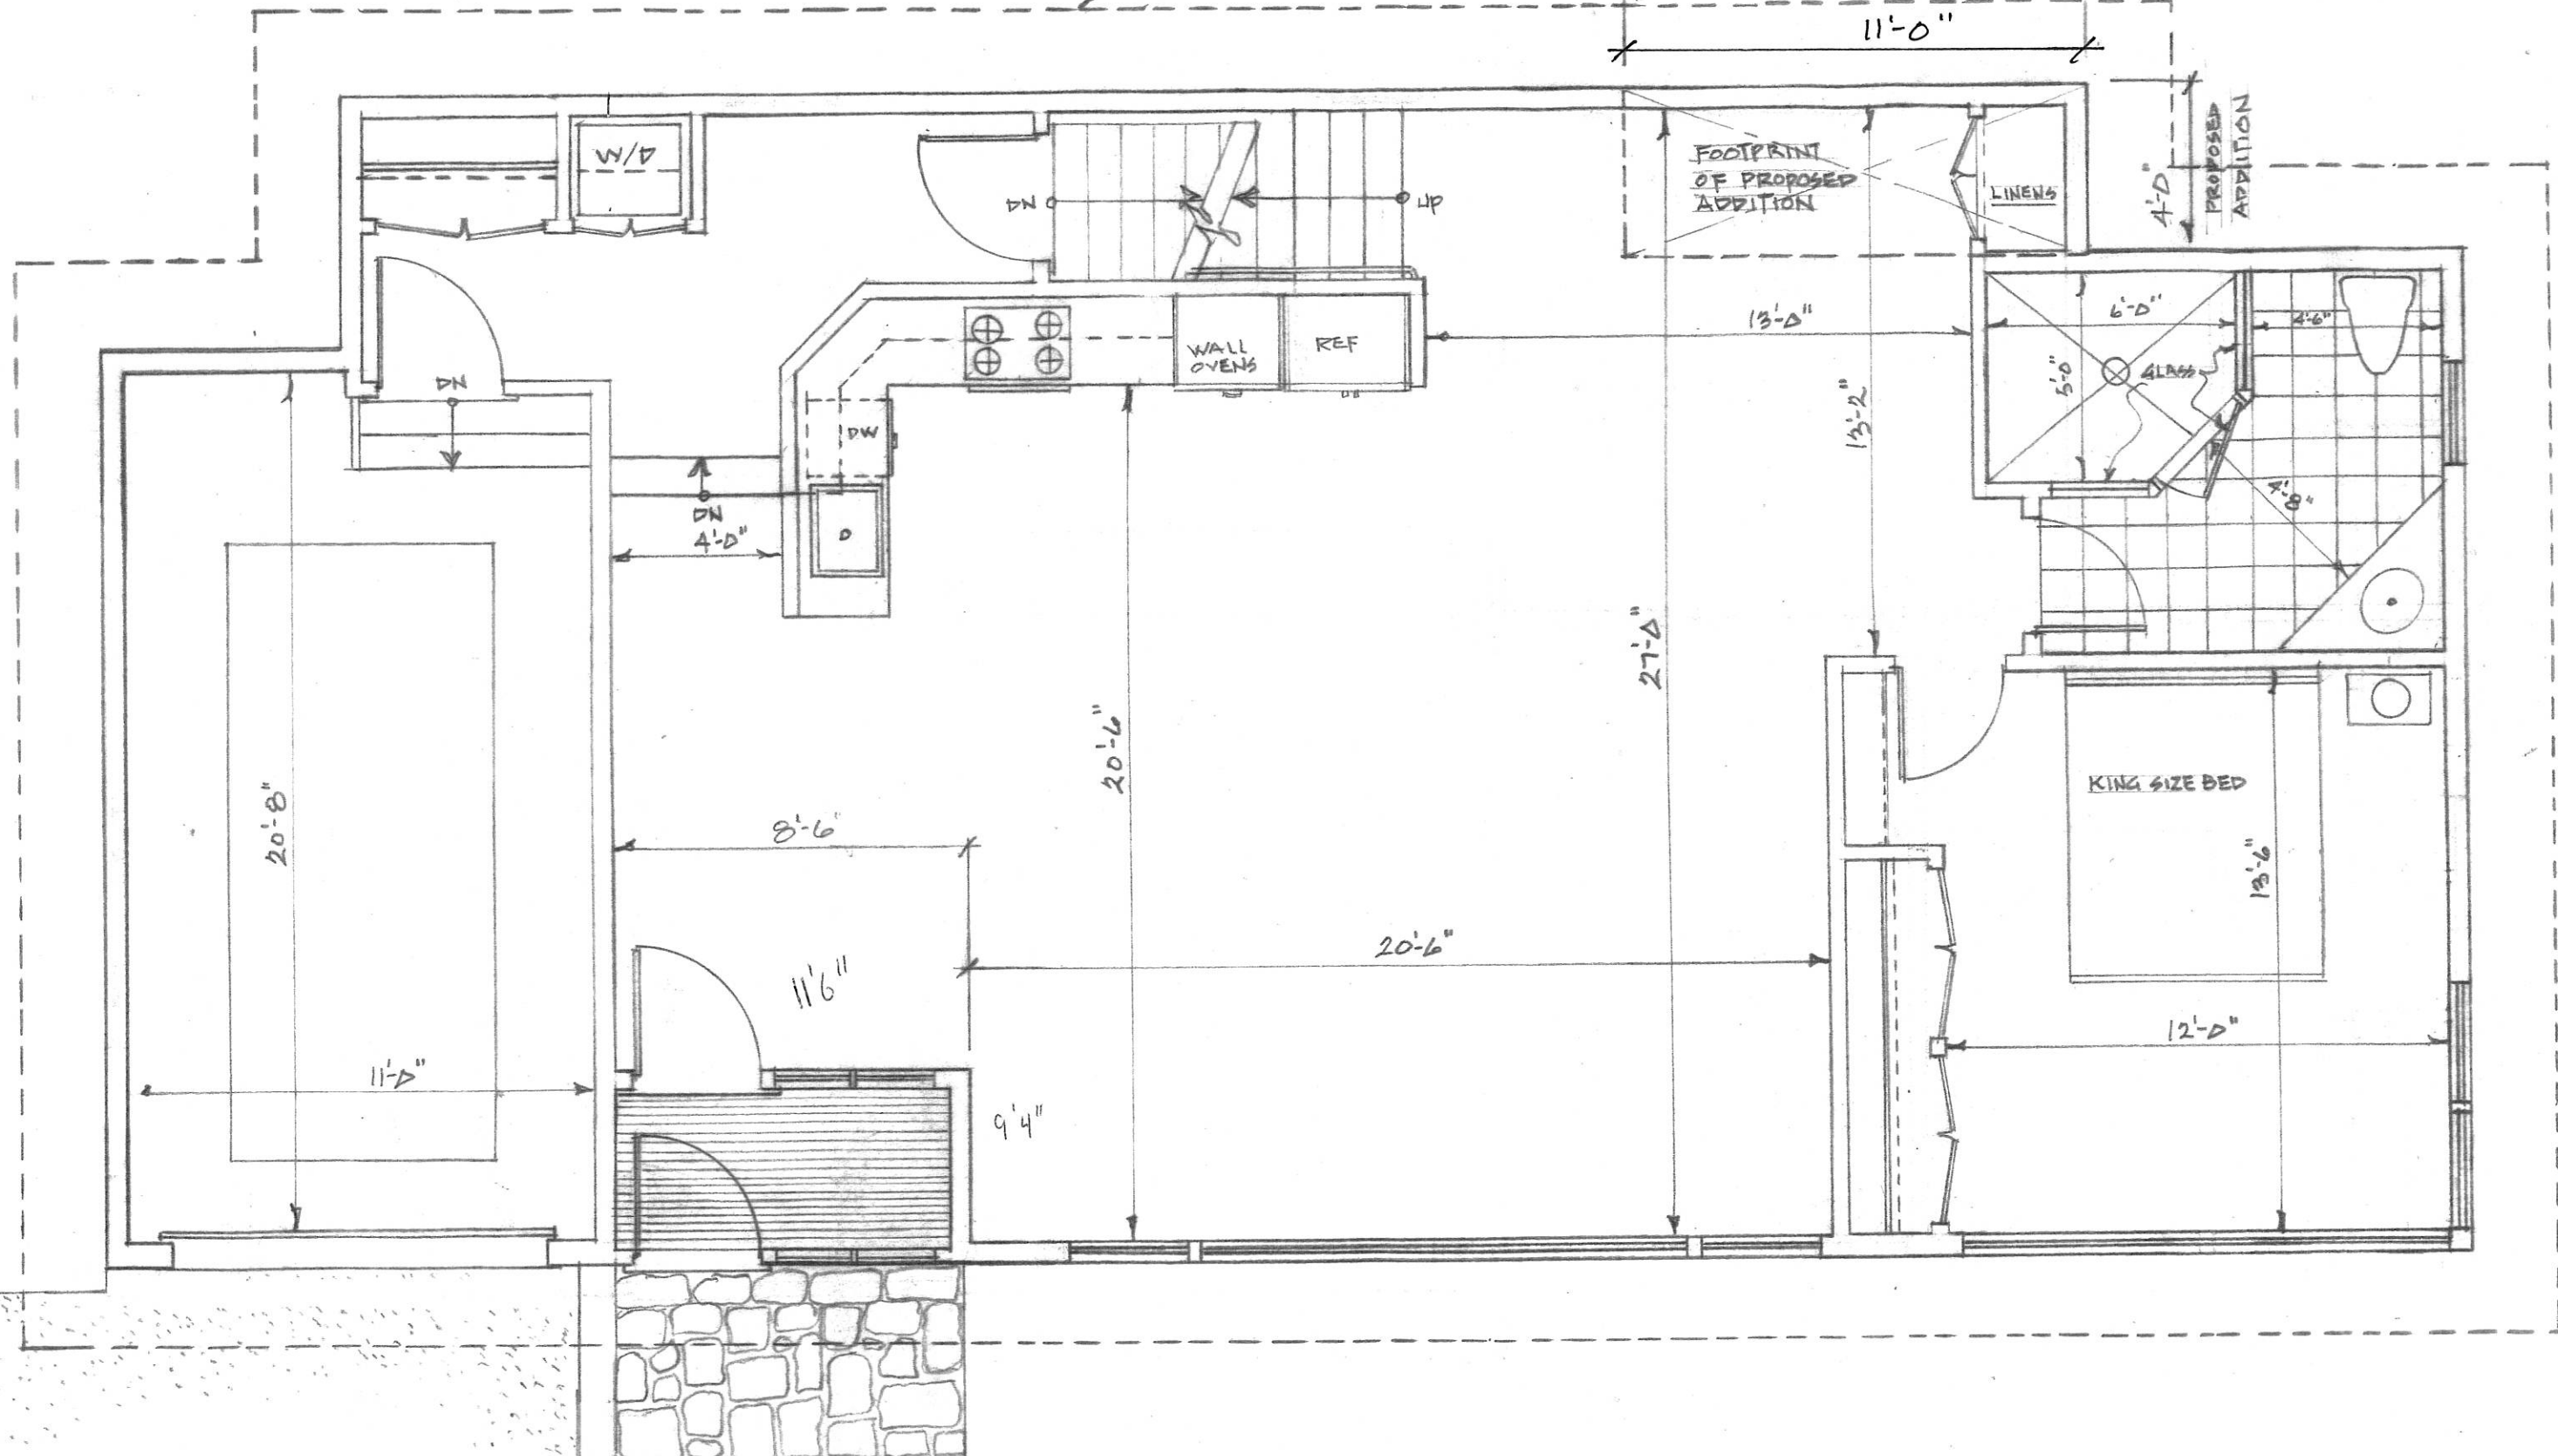 11'-0"
W/D
FOOTPRINT
OF PROPOSED
ADDITION
LINENS
4'-0"
PROPOSED
ADDITION
DN
UP
13'-0"
6'-0"
4'-6"
WALL
OVENS
REF
5'-0"
GLASS
DN
13'-2"
DW
4'-8"
DN
4'-0"
27'-0"
20'-6"
KING SIZE BED
20'-8"
8'-6"
13'-6"
20'-6"
11'6"
12'-0"
11'-0"
9'4"